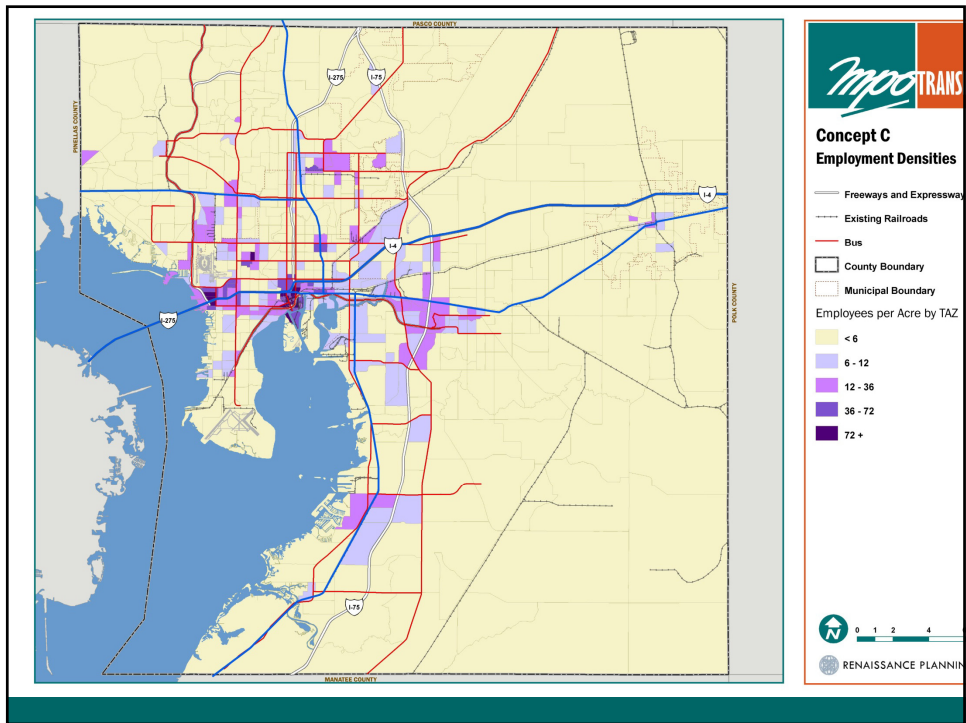 PASCO COUNTY
I-275
I-75
PINELLAS COUNTY
I-4
I-4
POLK COUNTY
I-275
I-75
MANATEE COUNTY
mpo TRANS
Concept C
Employment Densities
Freeways and Expressway
Existing Railroads
Bus
County Boundary
Municipal Boundary
Employees per Acre by TAZ
< 6
6 - 12
12 - 36
36 - 72
72 +
N
0 1 2 4
RENAISSANCE PLANNIN